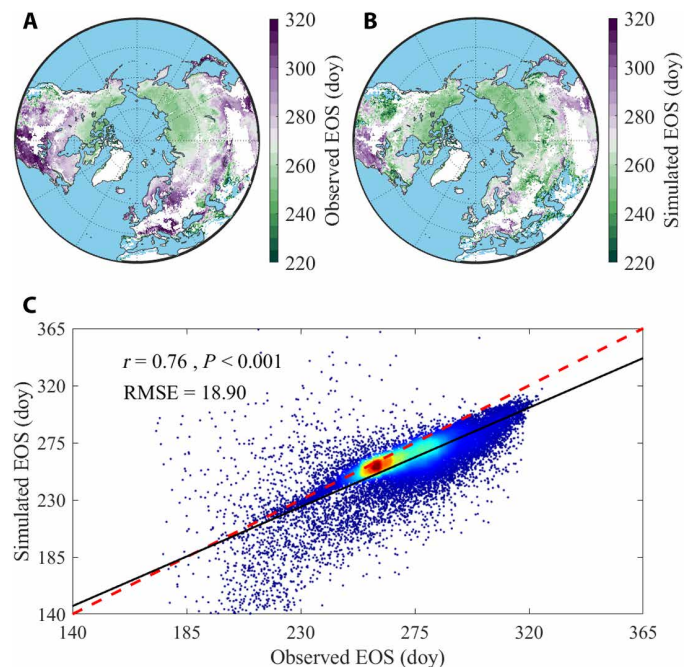 A
320
300
280
260
240
220
Observed EOS (doy)
B
320
300
280
260
240
220
Simulated EOS (doy)
C
365
320
275
230
185
140
Simulated EOS (doy)
r = 0.76 , P < 0.001
RMSE = 18.90
140 185 230 275 320 365
Observed EOS (doy)